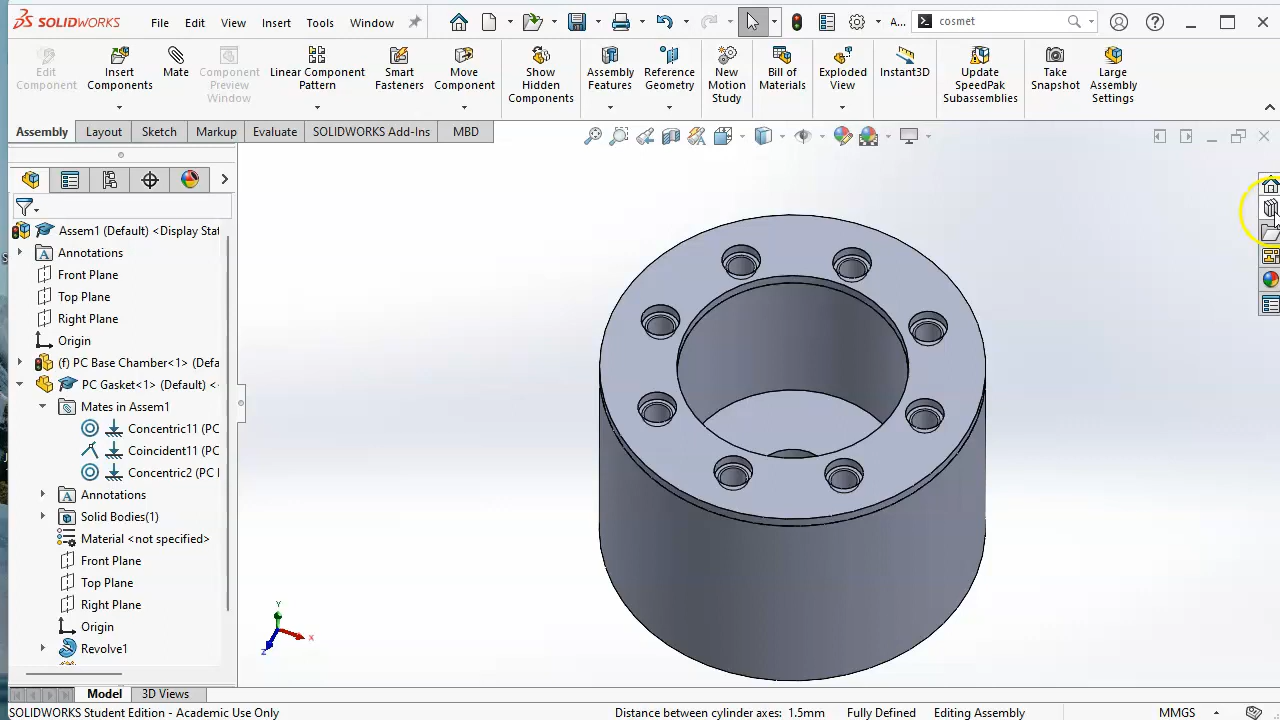 SOLIDWORKS File Edit View Insert Tools Window A... cosmet
Edit Component
Insert Components
Mate
Component Preview Window
Linear Component Pattern
Smart Fasteners
Move Component
Show Hidden Components
Assembly Features
Reference Geometry
New Motion Study
Bill of Materials
Exploded View
Instant3D
Update SpeedPak Subassemblies
Take Snapshot
Large Assembly Settings
Assembly Layout Sketch Markup Evaluate SOLIDWORKS Add-Ins MBD
Assem1 (Default) <Display Stat
Annotations
Front Plane
Top Plane
Right Plane
Origin
(f) PC Base Chamber<1> (Defa
PC Gasket<1> (Default) <
Mates in Assem1
Concentric11 (PC
Coincident11 (PC
Concentric2 (PC
Annotations
Solid Bodies(1)
Material <not specified>
Front Plane
Top Plane
Right Plane
Origin
Revolve1
Y
X
Z
Model 3D Views
SOLIDWORKS Student Edition - Academic Use Only Distance between cylinder axes: 1.5mm Fully Defined Editing Assembly MMGS